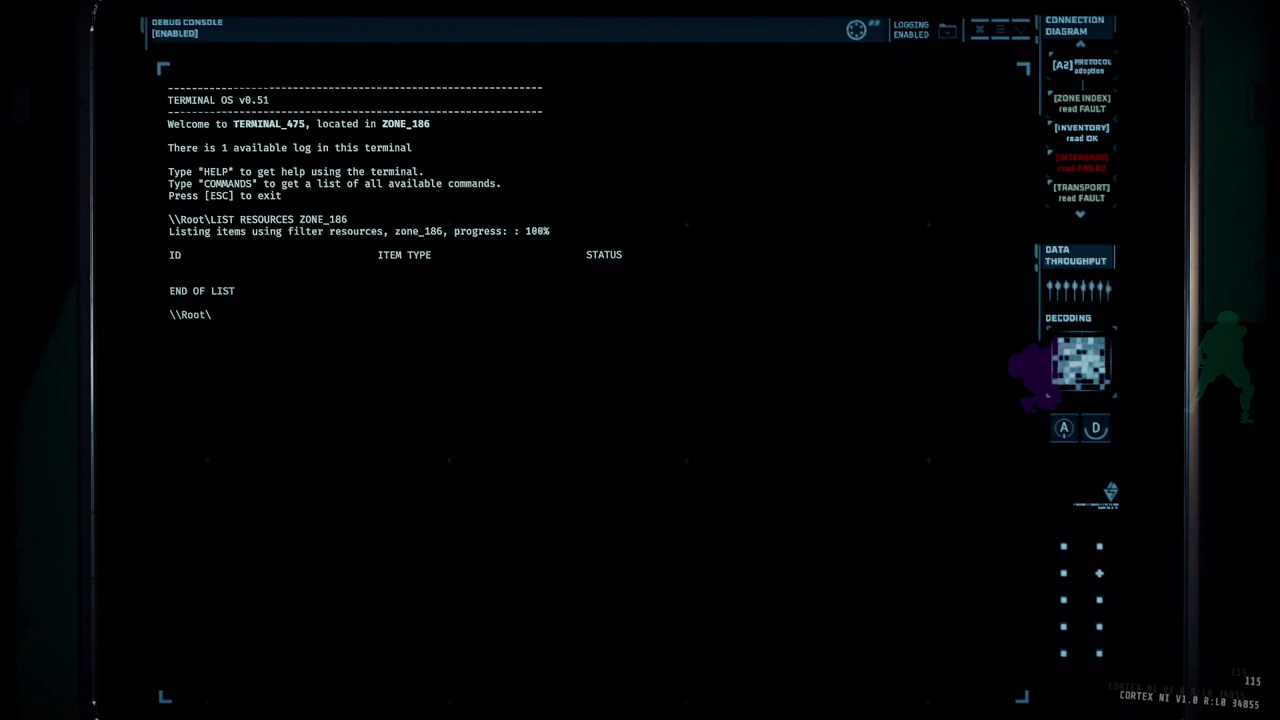 DEBUG CONSOLE
[ENABLED]
LOGGING
ENABLED
------------------------------------------------------
TERMINAL OS v0.51
------------------------------------------------------
Welcome to TERMINAL_475, located in ZONE_186
There is 1 available log in this terminal
Type "HELP" to get help using the terminal.
Type "COMMANDS" to get a list of all available commands.
Press [ESC] to exit
\\Root\LIST RESOURCES ZONE_186
Listing items using filter resources, zone_186, progress: : 100%
ID ITEM TYPE STATUS
END OF LIST
\\Root\
CONNECTION
DIAGRAM
[A2] PROTOCOL
adoption
[ZONE INDEX]
read FAULT
[INVENTORY]
read OK
[INTERBASE]
read FAILED
[TRANSPORT]
read FAULT
DATA
THROUGHPUT
DECODING
A D
115
CORTEX NI V1.0 R:L0 34855